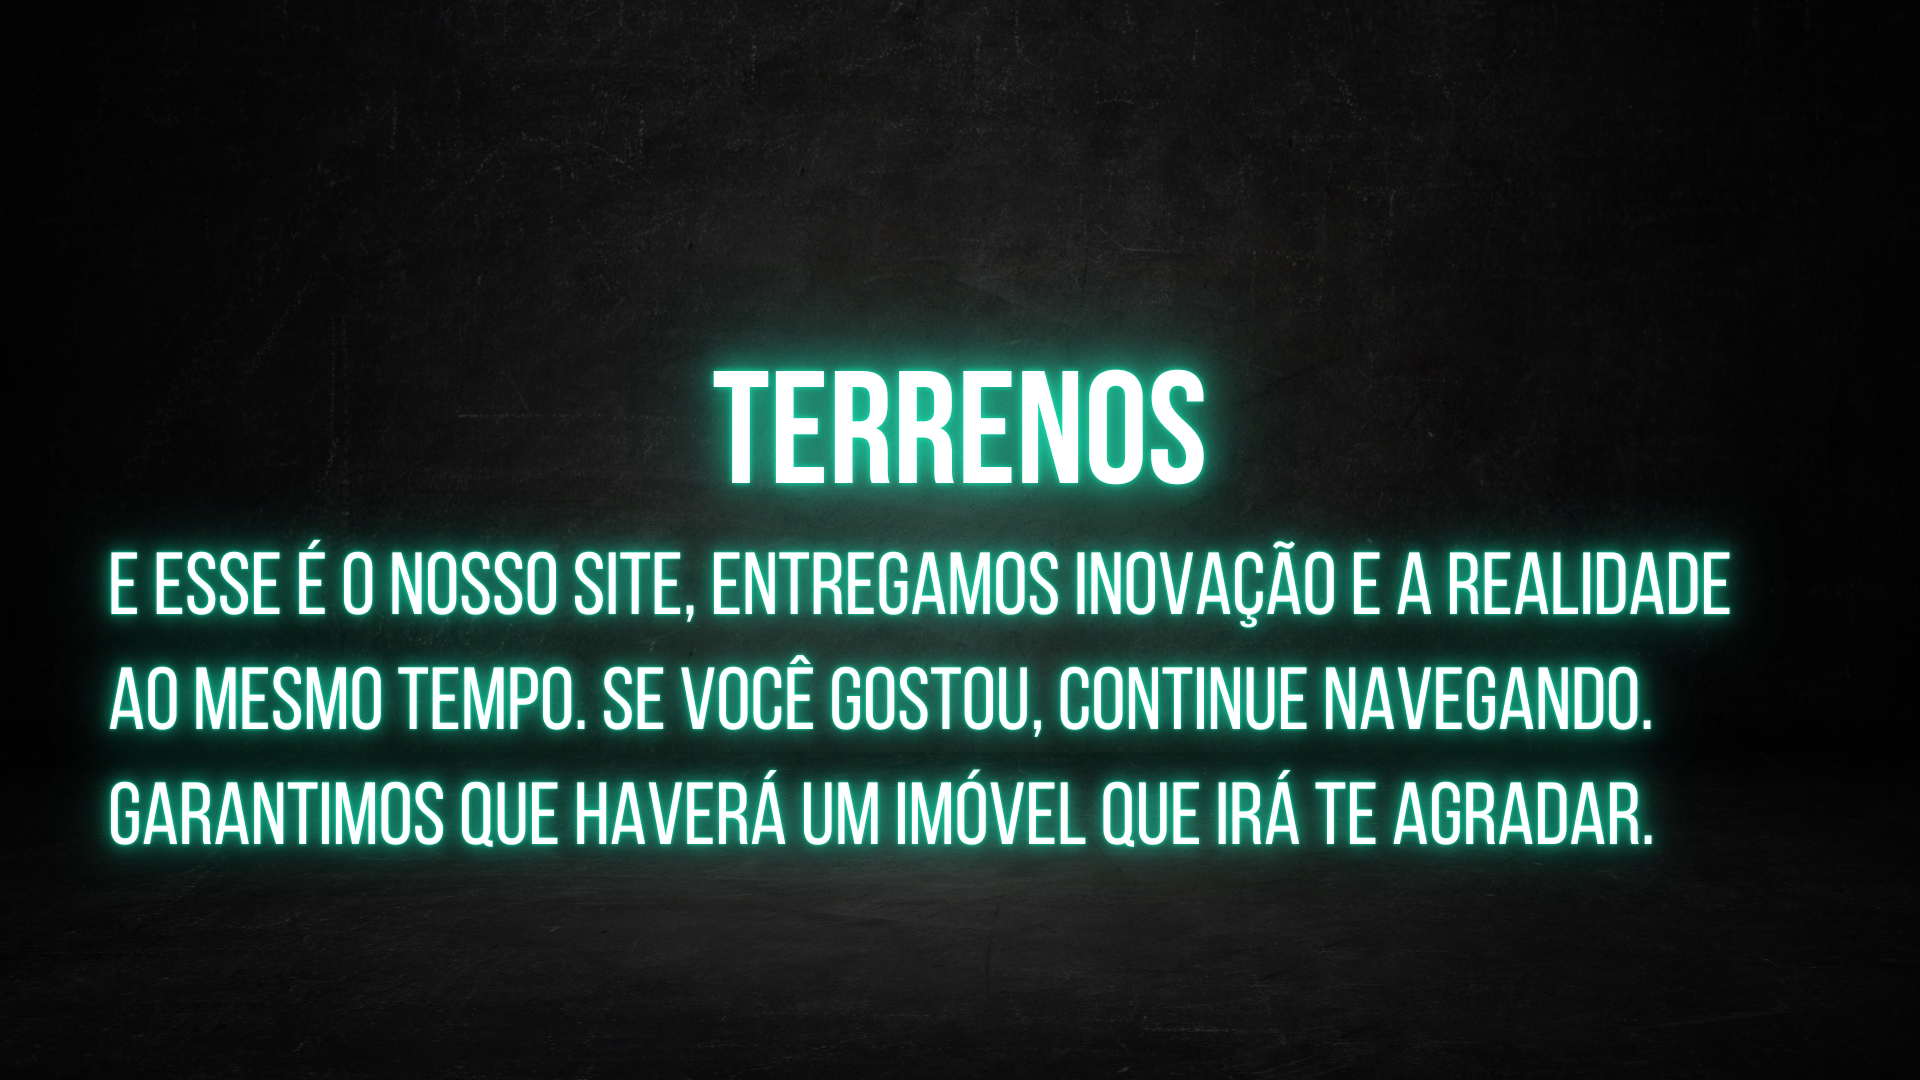 TERRENOS
E ESSE É O NOSSO SITE, ENTREGAMOS INOVAÇÃO E A REALIDADE
AO MESMO TEMPO. SE VOCÊ GOSTOU, CONTINUE NAVEGANDO.
GARANTIMOS QUE HAVERÁ UM IMÓVEL QUE IRÁ TE AGRADAR.